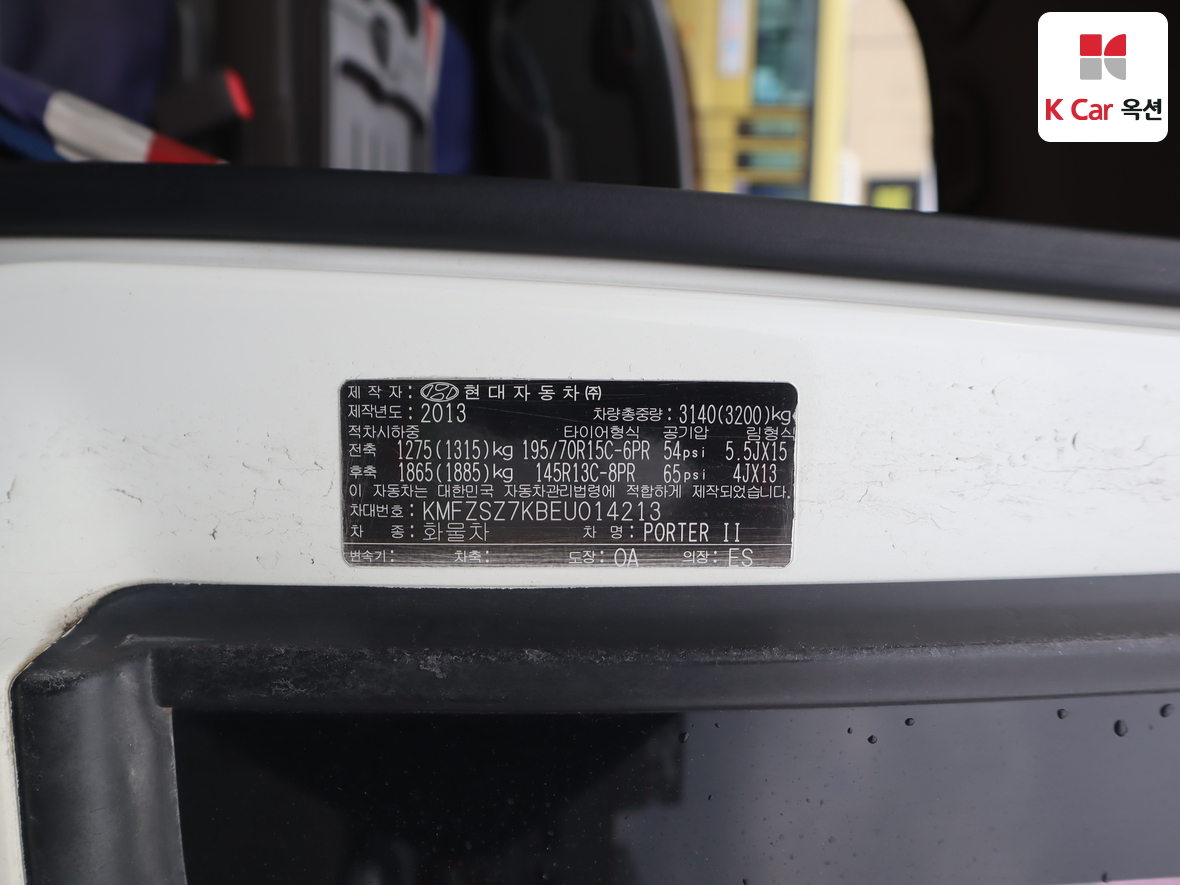 K Car 옥션
제 작 자 : 현 대 자 동 차 ㈜
제작년도 : 2013 차량총중량 : 3140(3200)kg
적차시하중 타이어형식 공기압 림형식
전축 1275(1315)kg 195/70R15C-6PR 54psi 5.5JX15
후축 1865(1885)kg 145R13C-8PR 65psi 4JX13
이 자동차는 대한민국 자동차관리법령에 적합하게 제작되었습니다.
차대번호 : KMFZSZ7KBEU014213
차 종 : 화물차 차 명 : PORTER II
변속기 : 차축 : 도장 : OA 의장 : ES